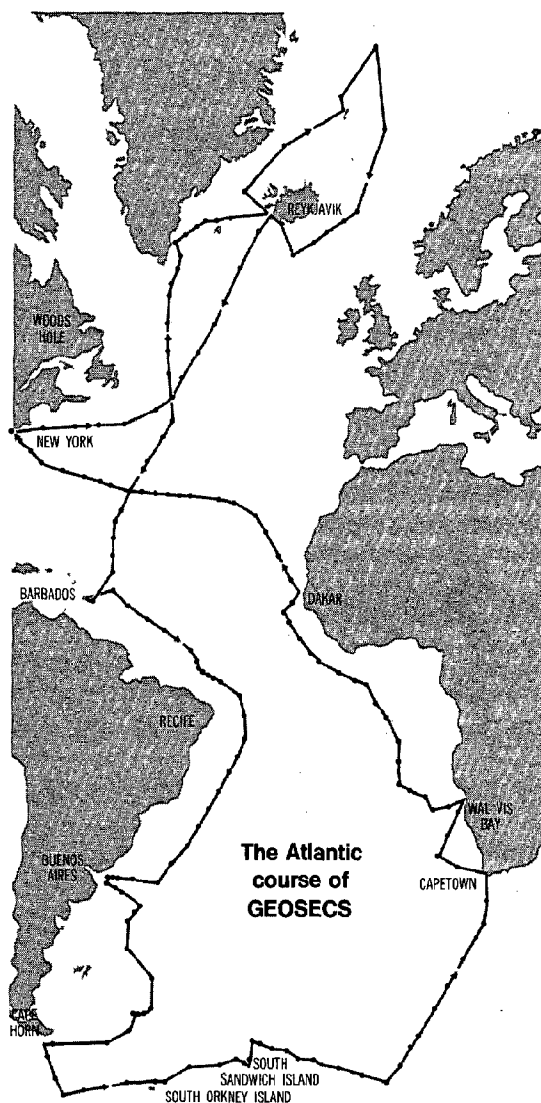 REYKJAVIK
WOODS
HOLE
NEW YORK
BARBADOS
DAKAR
RECIFE
WAL VIS
BAY
BUENOS
AIRES
The Atlantic
course of
GEOSECS
CAPETOWN
CAPE
HORN
SOUTH
SANDWICH ISLAND
SOUTH ORKNEY ISLAND